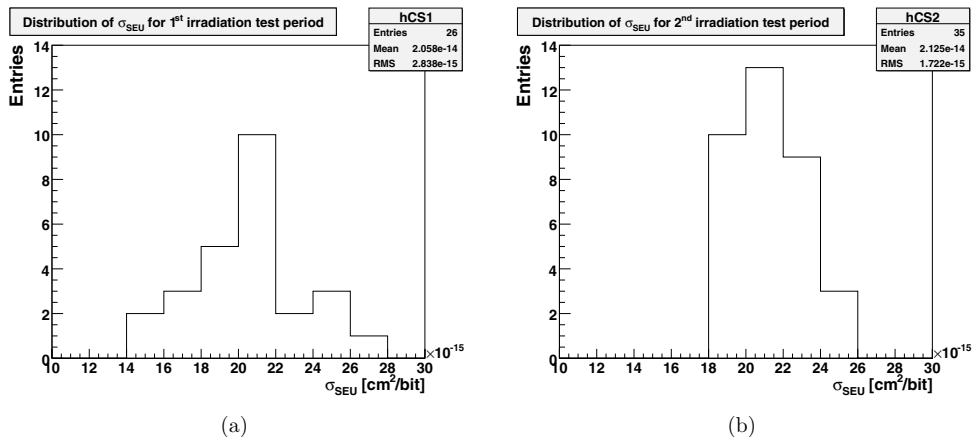 Distribution of σSEU for 1st irradiation test period
hCS1
Entries 26
Mean 2.058e-14
RMS 2.838e-15
Entries
14
12
10
8
6
4
2
0
10 12 14 16 18 20 22 24 26 28 30
×10-15
σSEU [cm2/bit]
(a)
Distribution of σSEU for 2nd irradiation test period
hCS2
Entries 35
Mean 2.125e-14
RMS 1.722e-15
Entries
14
12
10
8
6
4
2
0
10 12 14 16 18 20 22 24 26 28 30
×10-15
σSEU [cm2/bit]
(b)